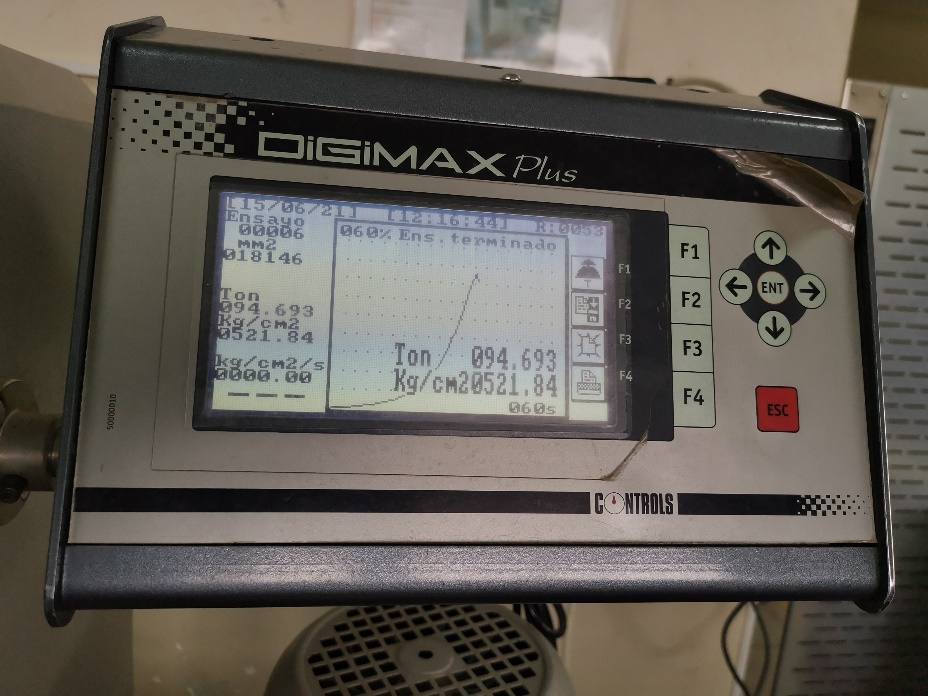 DiGiMAX Plus
[15/06/21] [12:16:44] R:0053
Ensayo
00006
mm2
018146
Ton
094.693
Kg/cm2
0521.84
kg/cm2/s
0000.00
060% Ens.terminado
Ton 094.693
Kg/cm20521.84
060s
F1
F2
F3
F4
F1
F2
F3
F4
ENT
ESC
50000010
CONTROLS